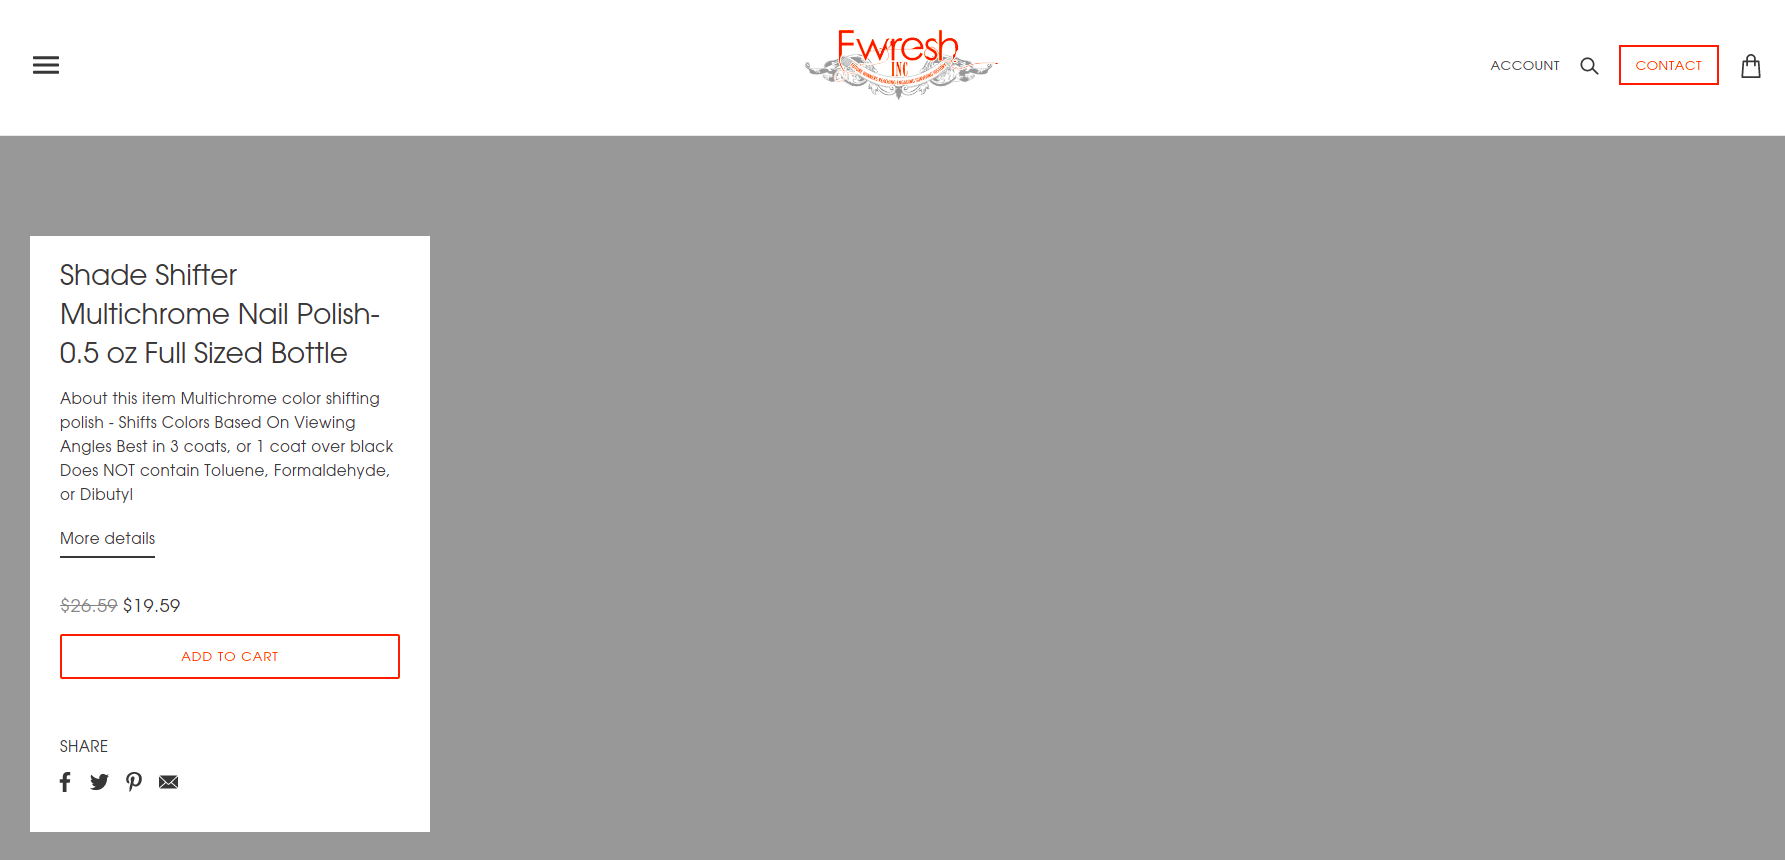 Ewresh
INC
ACCOUNT
CONTACT
Shade Shifter
Multichrome Nail Polish-
0.5 oz Full Sized Bottle
About this item Multichrome color shifting
polish - Shifts Colors Based On Viewing
Angles Best in 3 coats, or 1 coat over black
Does NOT contain Toluene, Formaldehyde,
or Dibutyl
More details
$26.59 $19.59
ADD TO CART
SHARE